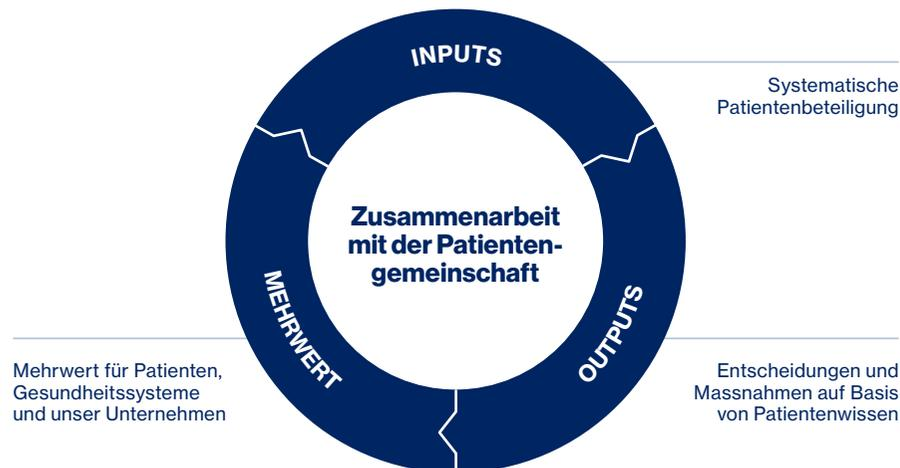 INPUTS
Systematische
Patientenbeteiligung
Zusammenarbeit
mit der Patienten-
gemeinschaft
MEHRWERT
OUTPUTS
Mehrwert für Patienten,
Gesundheitssysteme
und unser Unternehmen
Entscheidungen und
Massnahmen auf Basis
von Patientenwissen